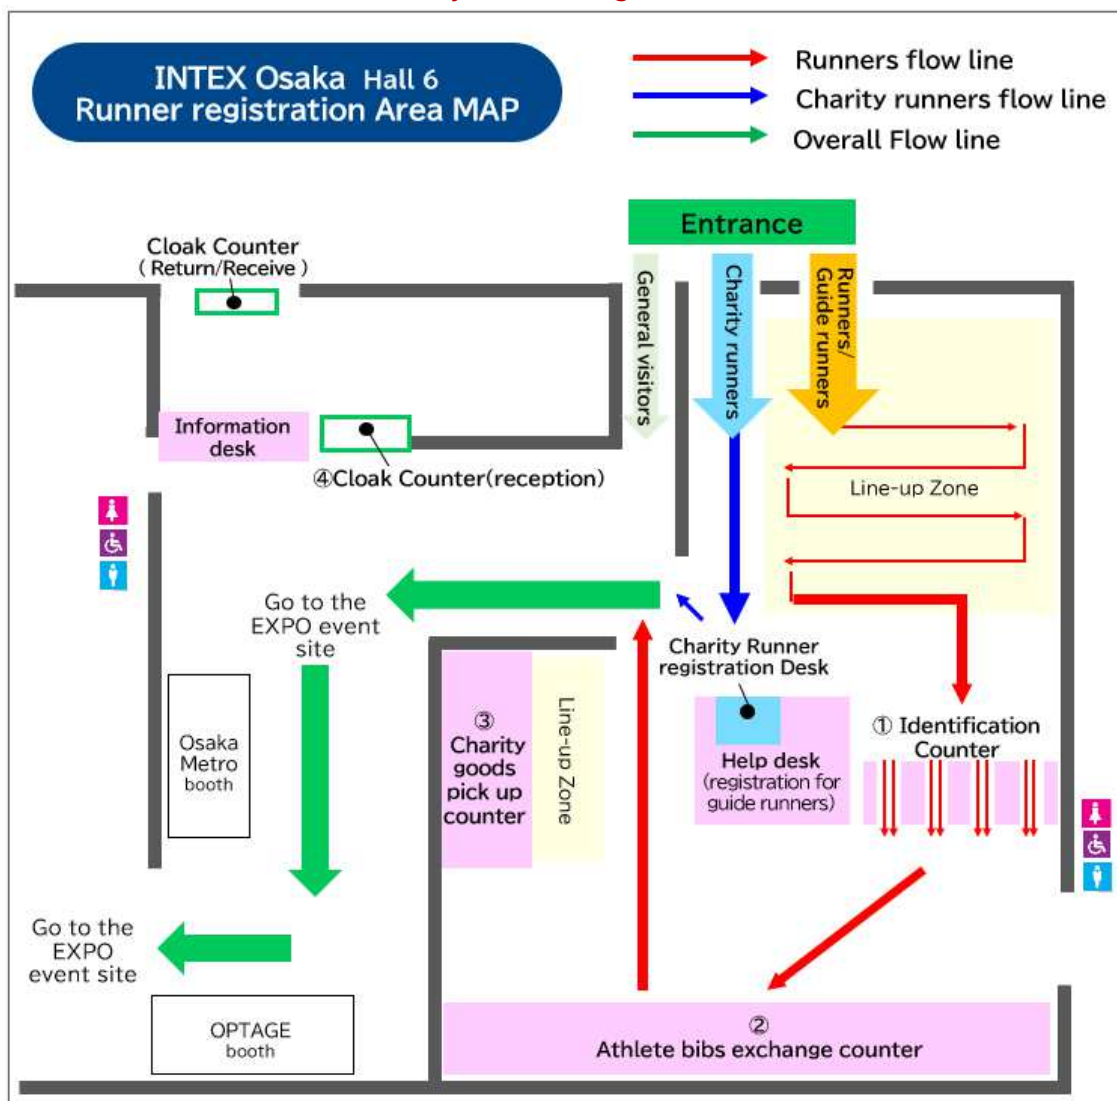 INTEX Osaka Hall 6
Runner registration Area MAP
Runners flow line
Charity runners flow line
Overall Flow line
Entrance
General visitors
Charity runners
Runners/
Guide runners
Cloak Counter
( Return/Receive )
Information
desk
④Cloak Counter(reception)
Line-up Zone
Go to the
EXPO event
site
Charity Runner
registration Desk
③
Charity
goods
pick up
counter
Line-up Zone
Help desk
(registration for
guide runners)
① Identification
Counter
Osaka
Metro
booth
Go to the
EXPO
event site
OPTAGE
booth
②
Athlete bibs exchange counter